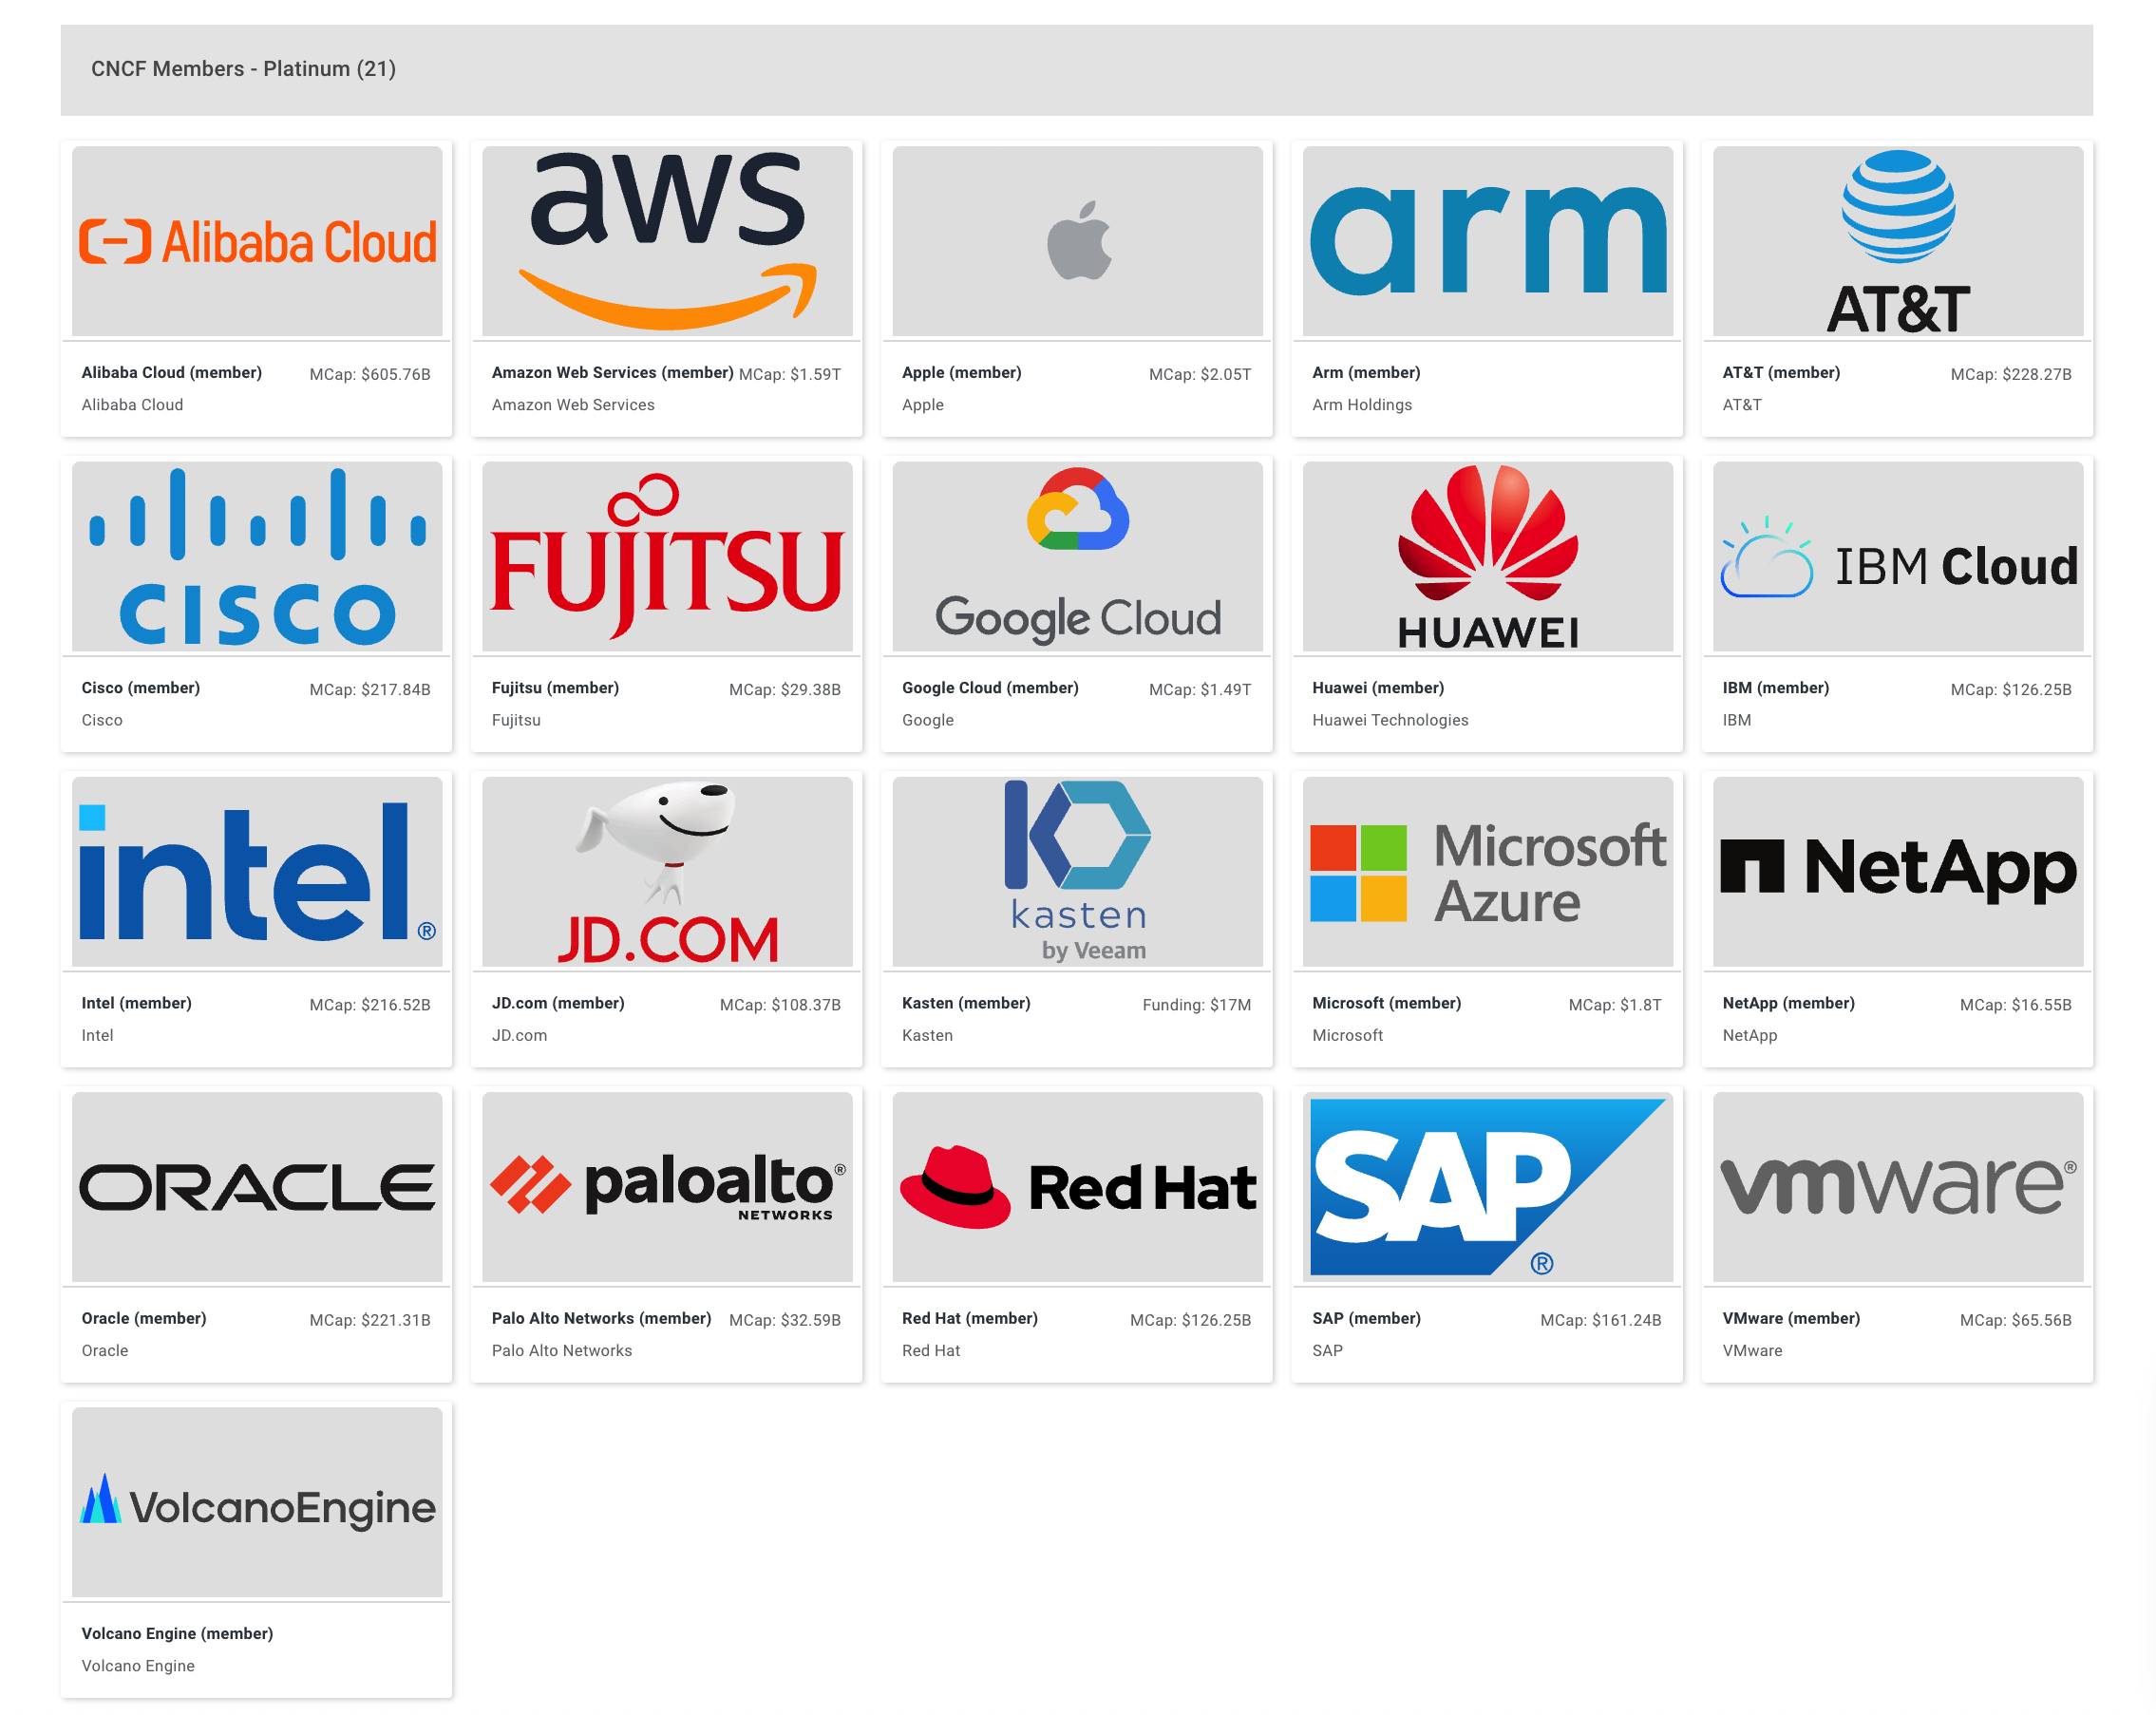 CNCF Members - Platinum (21)
Alibaba Cloud
Alibaba Cloud (member) MCap: $605.76B
Alibaba Cloud
aws
Amazon Web Services (member) MCap: $1.59T
Amazon Web Services
Apple (member) MCap: $2.05T
Apple
arm
Arm (member)
Arm Holdings
AT&T
AT&T (member) MCap: $228.27B
AT&T
CISCO
Cisco (member) MCap: $217.84B
Cisco
FUJITSU
Fujitsu (member) MCap: $29.38B
Fujitsu
Google Cloud
Google Cloud (member) MCap: $1.49T
Google
HUAWEI
Huawei (member)
Huawei Technologies
IBM Cloud
IBM (member) MCap: $126.25B
IBM
intel®
Intel (member) MCap: $216.52B
Intel
JD.COM
JD.com (member) MCap: $108.37B
JD.com
kasten
by Veeam
Kasten (member) Funding: $17M
Kasten
Microsoft
Azure
Microsoft (member) MCap: $1.8T
Microsoft
NetApp
NetApp (member) MCap: $16.55B
NetApp
ORACLE
Oracle (member) MCap: $221.31B
Oracle
paloalto®
NETWORKS
Palo Alto Networks (member) MCap: $32.59B
Palo Alto Networks
Red Hat
Red Hat (member) MCap: $126.25B
Red Hat
SAP®
SAP (member) MCap: $161.24B
SAP
vmware®
VMware (member) MCap: $65.56B
VMware
VolcanoEngine
Volcano Engine (member)
Volcano Engine